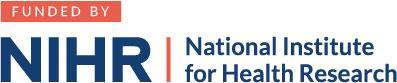 FUNDED BY
NIHR | National Institute
for Health Research